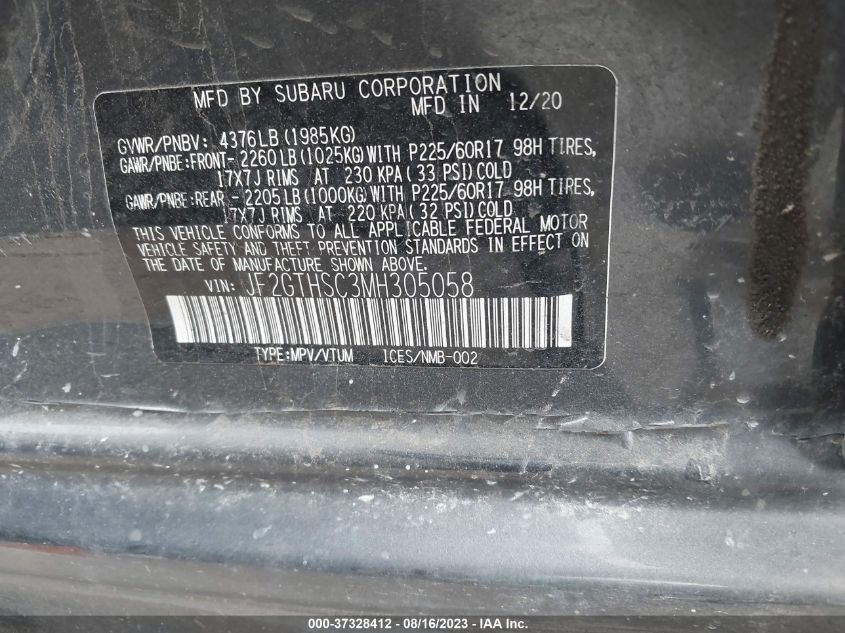 MFD BY SUBARU CORPORATION
MFD IN 12/20
GVWR/PNBV: 4376LB (1985KG)
GAWR/PNBE:FRONT- 2260LB (1025KG) WITH P225/60R17 98H TIRES,
17X7J RIMS AT 230 KPA (33 PSI) COLD
GAWR/PNBE:REAR - 2205LB (1000KG) WITH P225/60R17 98H TIRES,
17X7J RIMS AT 220 KPA (32 PSI) COLD
THIS VEHICLE CONFORMS TO ALL APPLICABLE FEDERAL MOTOR
VEHICLE SAFETY AND THEFT PREVENTION STANDARDS IN EFFECT ON
THE DATE OF MANUFACTURE SHOWN ABOVE.
VIN: JF2GTHSC3MH305058
TYPE:MPV/VTUM ICES/NMB-002
000-37328412 - 08/16/2023 - IAA Inc.